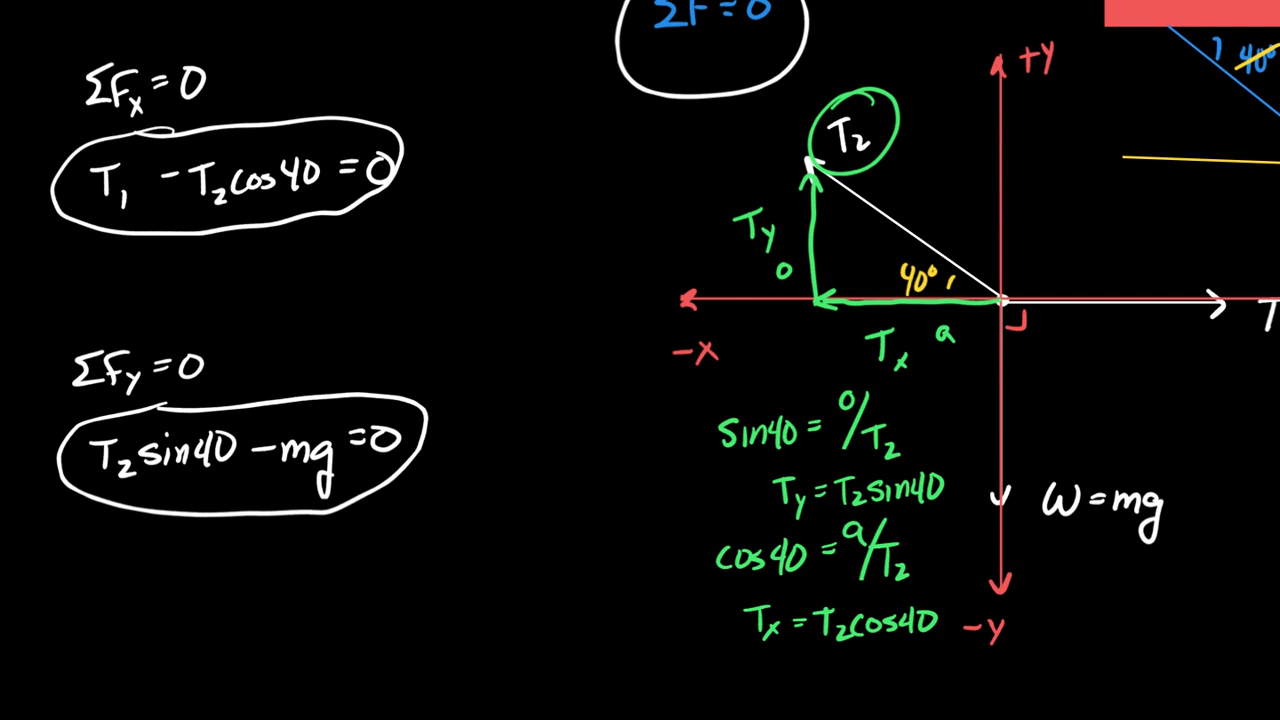 ΣF = 0
ΣFx = 0
T₁ - T₂cos40 = 0
ΣFy = 0
T₂sin40 - mg = 0
+Y
40°
T₂
Ty
o
40°
T
-X
Tx
a
sin40 = o/T₂
Ty = T₂sin40
cos40 = a/T₂
Tx = T₂cos40
W = mg
-Y